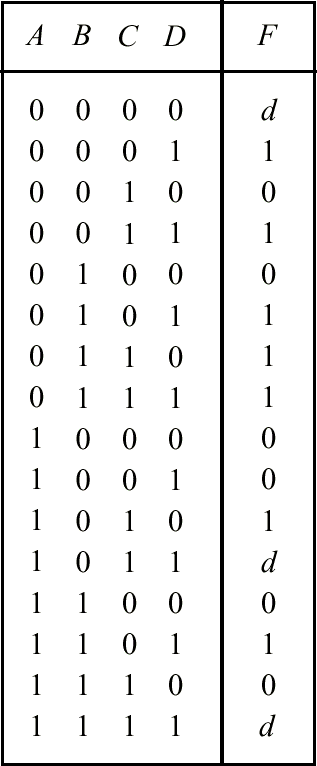 A B C D F
0 0 0 0 d
0 0 0 1 1
0 0 1 0 0
0 0 1 1 1
0 1 0 0 0
0 1 0 1 1
0 1 1 0 1
0 1 1 1 1
1 0 0 0 0
1 0 0 1 0
1 0 1 0 1
1 0 1 1 d
1 1 0 0 0
1 1 0 1 1
1 1 1 0 0
1 1 1 1 d